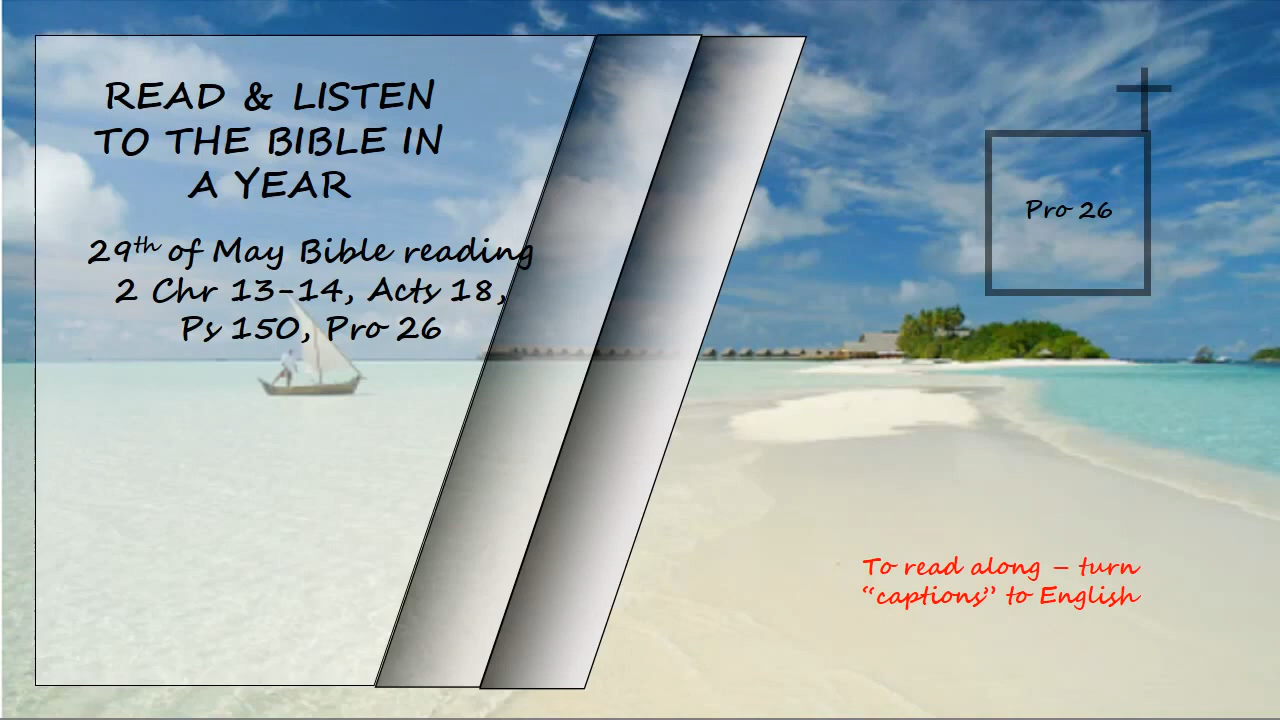 READ & LISTEN
TO THE BIBLE IN
A YEAR
29th of May Bible reading
2 Chr 13-14, Acts 18,
Ps 150, Pro 26
Pro 26
To read along – turn
“captions” to English